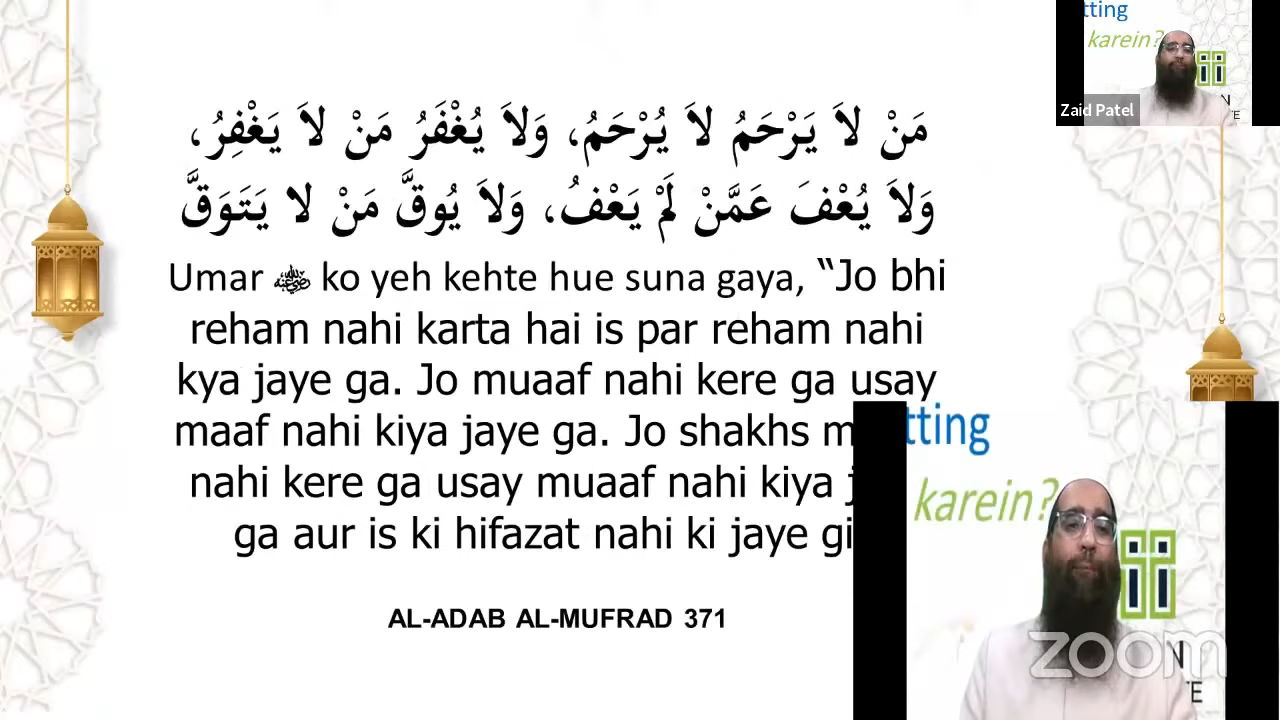 مَنْ لاَ يَرْحَمُ لاَ يُرْحَمُ، وَلاَ يُغْفَرُ مَنْ لاَ يَغْفِرُ،
وَلاَ يُعْفَ عَمَّنْ لَمْ يَعْفُ، وَلاَ يُوقَّ مَنْ لا يَتَوَقَّ
Umar رضي الله عنه ko yeh kehte hue suna gaya, “Jo bhi
reham nahi karta hai is par reham nahi
kya jaye ga. Jo muaaf nahi kere ga usay
maaf nahi kiya jaye ga. Jo shakhs
nahi kere ga usay muaaf nahi kiya
ga aur is ki hifazat nahi ki jaye gi
AL-ADAB AL-MUFRAD 371
tting
karein?
Zaid Patel
N
E
tting
karein?
zoom
N
TE